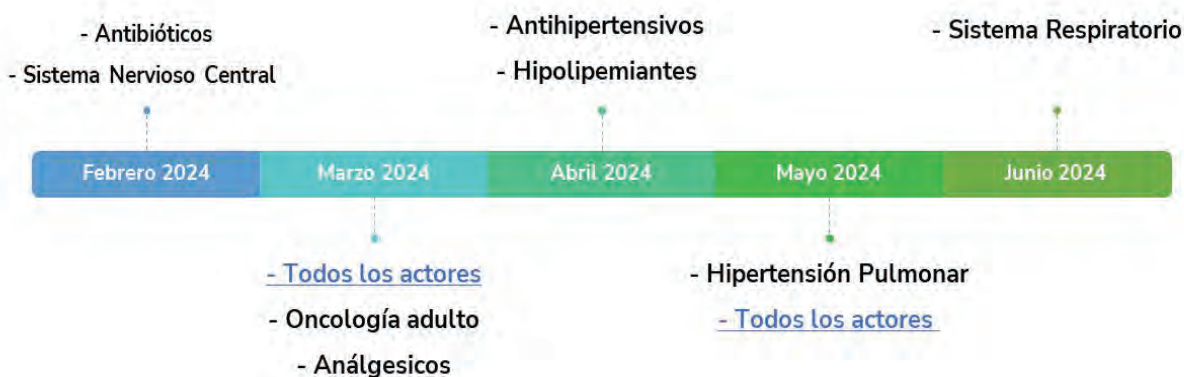 - Antibióticos
- Sistema Nervioso Central
- Antihipertensivos
- Hipolipemiantes
- Sistema Respiratorio
Febrero 2024
Marzo 2024
Abril 2024
Mayo 2024
Junio 2024
- Todos los actores
- Oncología adulto
- Análgesicos
- Hipertensión Pulmonar
- Todos los actores